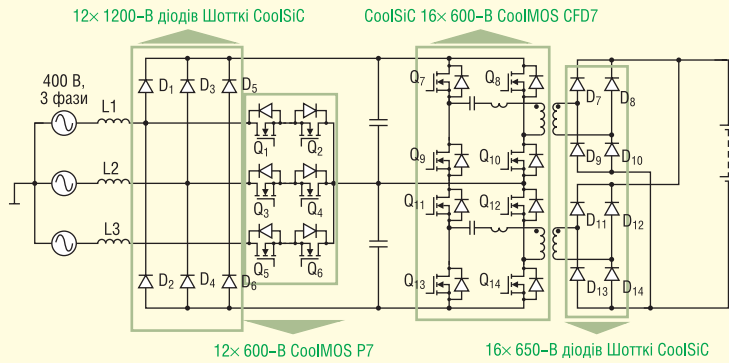 12× 1200-В діодів Шотткі CoolSiC
CoolSiC 16× 600-В CoolMOS CFD7
400 В,
3 фази
L1
L2
L3
D1
D3
D5
D2
D4
D6
Q1
Q2
Q3
Q4
Q5
Q6
Q7
Q8
Q9
Q10
Q11
Q12
Q13
Q14
D7
D8
D9
D10
D11
D12
D13
D14
12× 600-В CoolMOS P7
16× 650-В діодів Шотткі CoolSiC